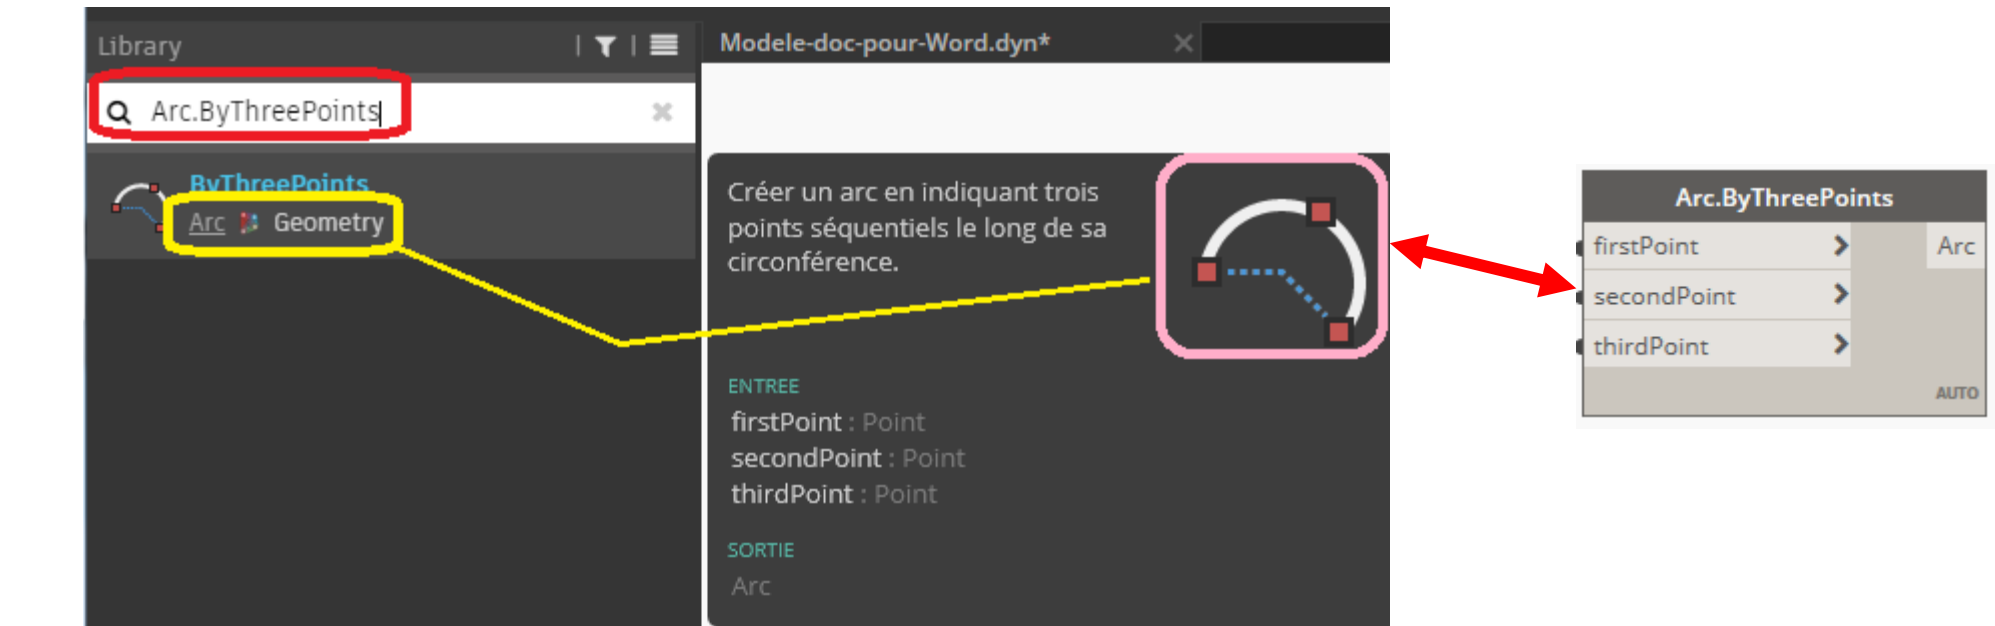 Library
Modele-doc-pour-Word.dyn*
Arc.ByThreePoints
ByThreePoints
Arc Geometry
Créer un arc en indiquant trois
points séquentiels le long de sa
circonférence.
ENTREE
firstPoint : Point
secondPoint : Point
thirdPoint : Point
SORTIE
Arc
Arc.ByThreePoints
firstPoint > Arc
secondPoint >
thirdPoint >
AUTO